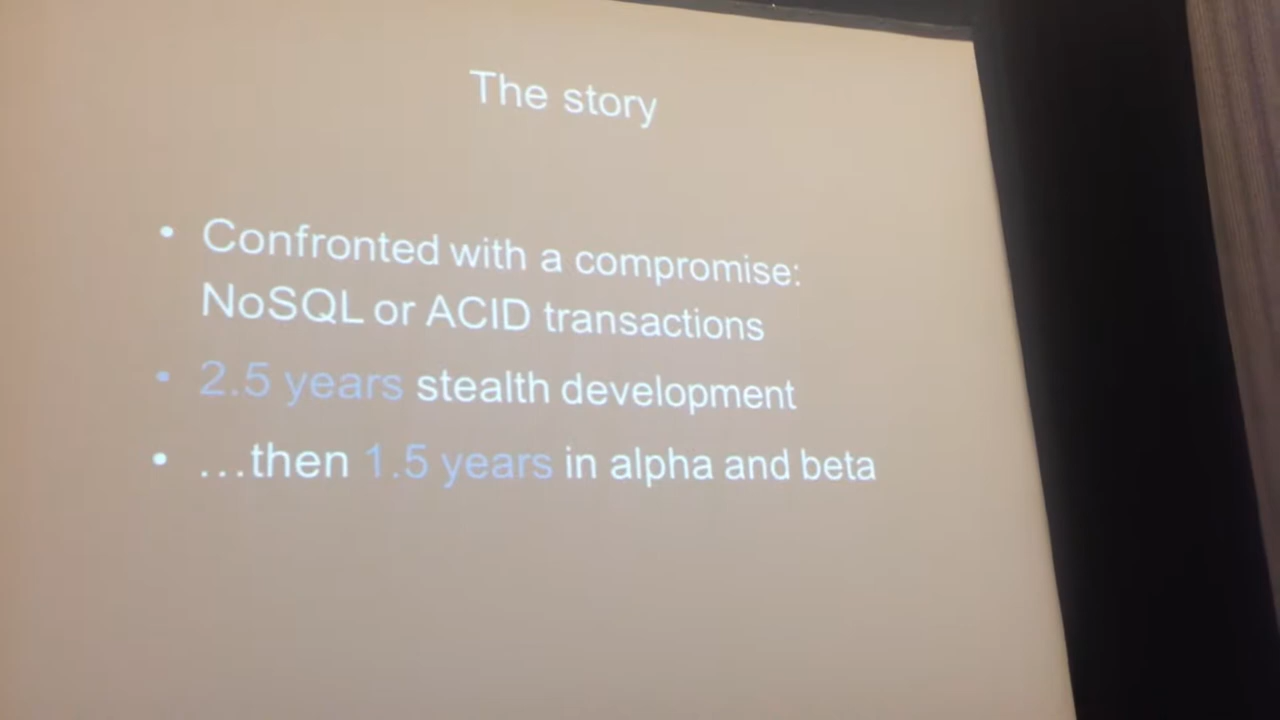 The story
• Confronted with a compromise:
NoSQL or ACID transactions
• 2.5 years stealth development
• ...then 1.5 years in alpha and beta